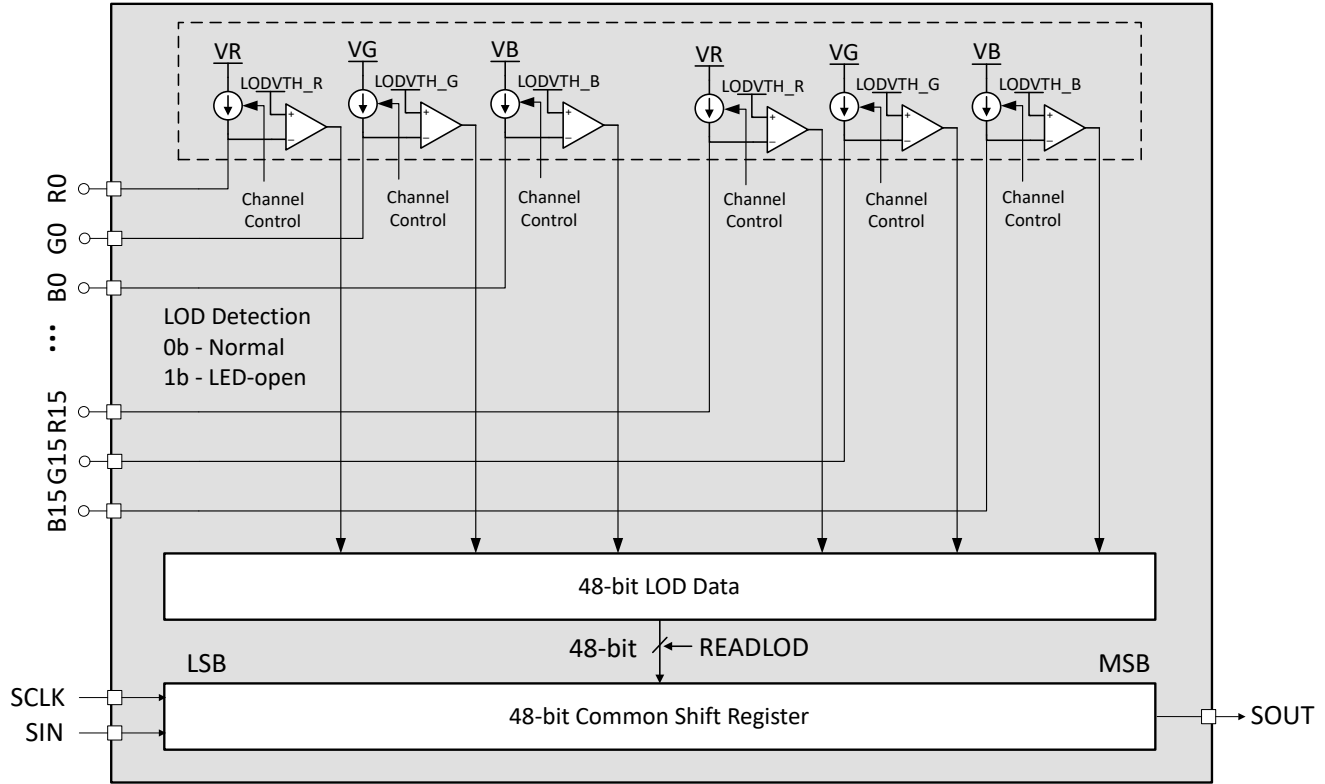 VR
VG
VB
VR
VG
VB
LODVTH_R
LODVTH_G
LODVTH_B
LODVTH_R
LODVTH_G
LODVTH_B
+
−
+
−
+
−
+
−
+
−
+
−
Channel
Control
Channel
Control
Channel
Control
Channel
Control
Channel
Control
Channel
Control
R0
G0
B0
...
R15
G15
B15
LOD Detection
0b - Normal
1b - LED-open
48-bit LOD Data
48-bit
READLOD
LSB
MSB
SCLK
SIN
48-bit Common Shift Register
SOUT